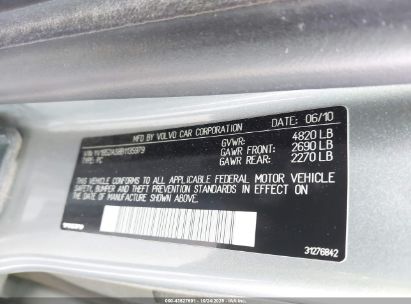 MFD BY VOLVO CAR CORPORATION
DATE: 06/10
VIN:
TYPE: PC
GVWR: 4820 LB
GAWR FRONT: 2690 LB
GAWR REAR: 2270 LB
THIS VEHICLE CONFORMS TO ALL APPLICABLE FEDERAL MOTOR VEHICLE
SAFETY, BUMPER AND THEFT PREVENTION STANDARDS IN EFFECT ON
THE DATE OF MANUFACTURE SHOWN ABOVE.
VOLVO
31276842